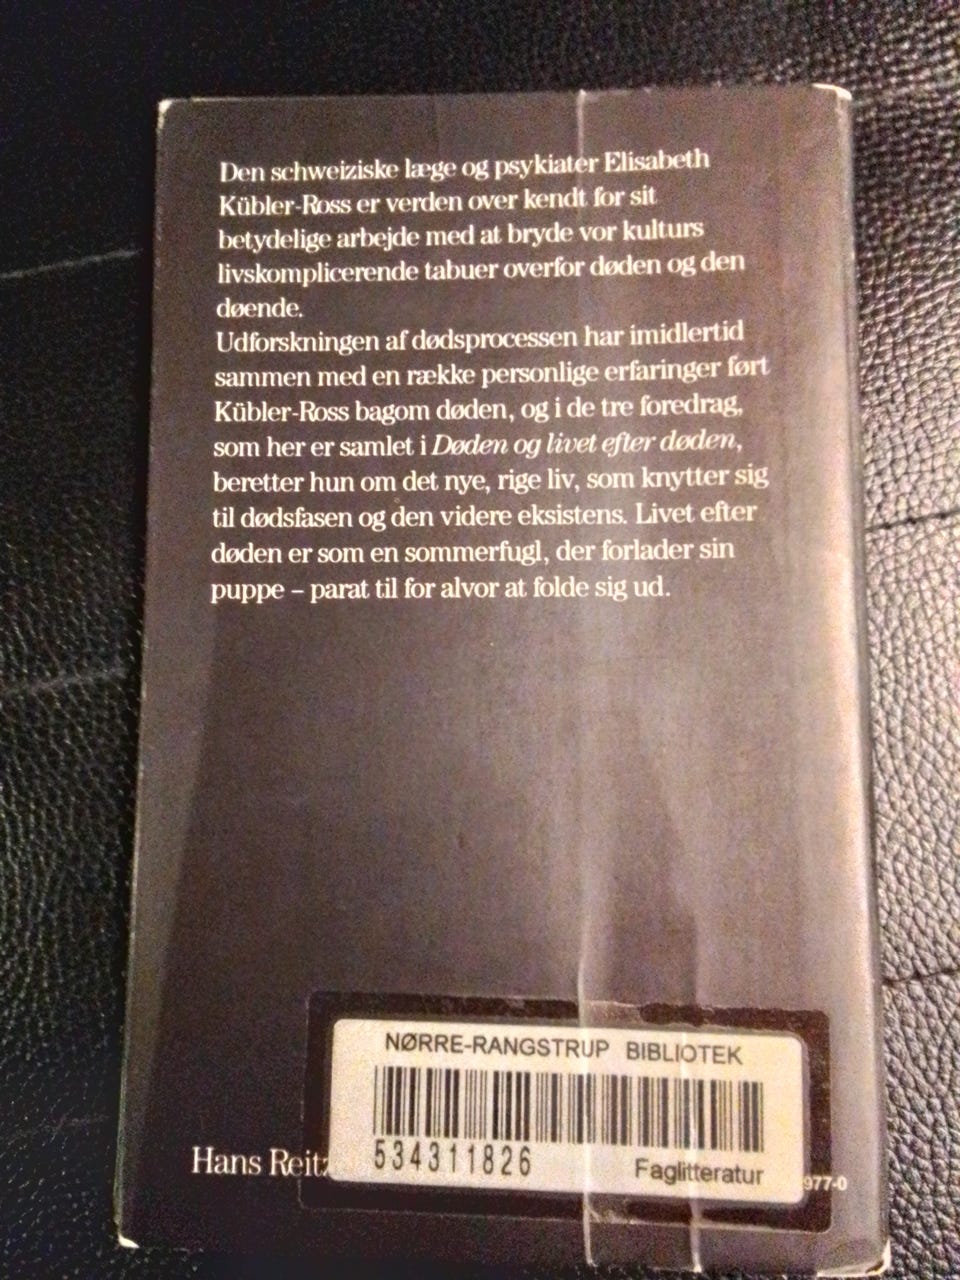 Den schweiziske læge og psykiater Elisabeth
Kübler-Ross er verden over kendt for sit
betydelige arbejde med at bryde vor kulturs
livskomplicerende tabuer overfor døden og den
døende.
Udforskningen af dødsprocessen har imidlertid
sammen med en række personlige erfaringer ført
Kübler-Ross bagom døden, og i de tre foredrag,
som her er samlet i Døden og livet efter døden,
beretter hun om det nye, rige liv, som knytter sig
til dødsfasen og den videre eksistens. Livet efter
døden er som en sommerfugl, der forlader sin
puppe – parat til for alvor at folde sig ud.
NØRRE-RANGSTRUP BIBLIOTEK
534311826
Faglitteratur
Hans Reitz
977-0